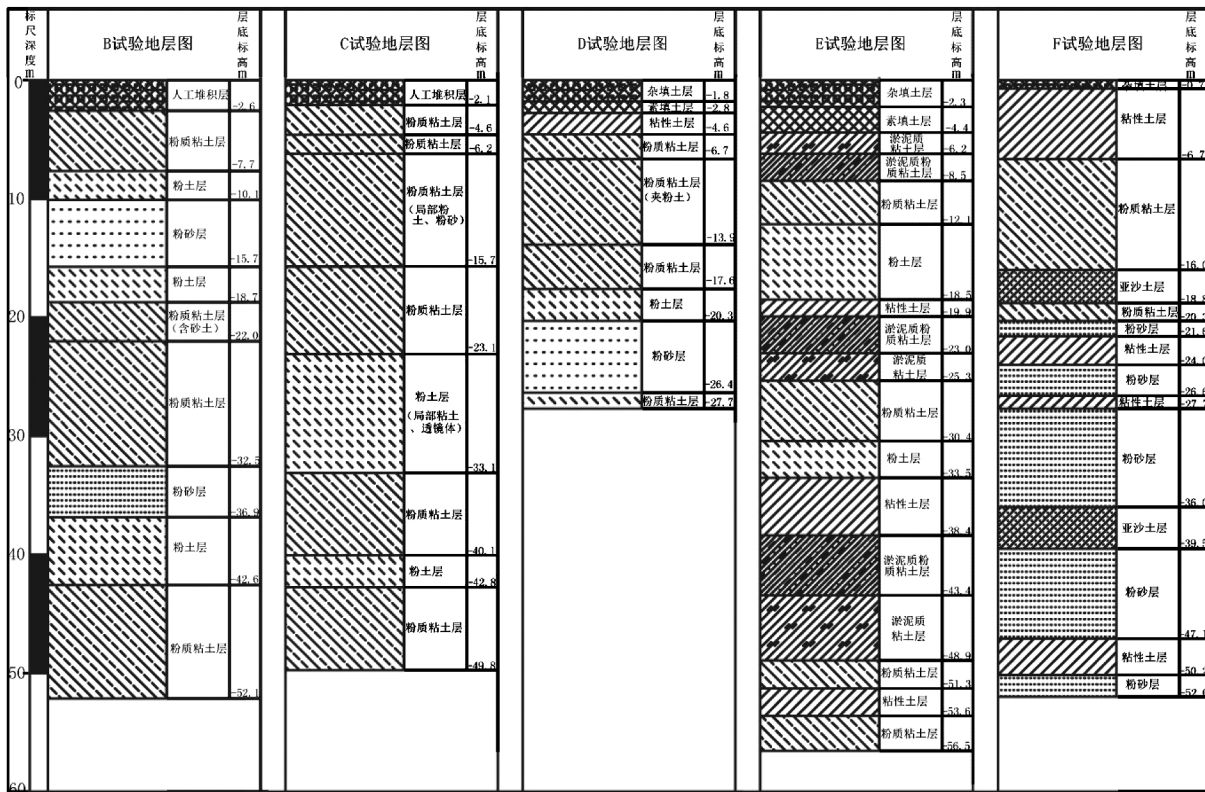 标尺深度m
B试验地层图
层底标高m
C试验地层图
层底标高m
D试验地层图
层底标高m
E试验地层图
层底标高m
F试验地层图
层底标高m
0
10
20
30
40
50
60
人工堆积层
-2.6
粉质粘土层
-7.7
粉土层
-10.1
粉砂层
-15.7
粉土层
-18.7
粉质粘土层
(含砂土)
-22.0
粉质粘土层
-32.5
粉砂层
-36.9
粉土层
-42.6
粉质粘土层
-52.1
人工堆积层
-2.1
粉质粘土层
-4.6
粉质粘土层
-6.2
粉质粘土层
(局部粉
土、粉砂)
-15.7
粉质粘土层
-23.1
粉土层
(局部粘土
、透镜体)
-33.1
粉质粘土层
-40.1
粉土层
-42.8
粉质粘土层
-49.8
杂填土层
-1.8
素填土层
-2.8
粘性土层
-4.6
粉质粘土层
-6.7
粉质粘土层
(夹粉土)
-13.9
粉质粘土层
-17.6
粉土层
-20.3
粉砂层
-26.4
粉质粘土层
-27.7
杂填土层
-2.3
素填土层
-4.4
淤泥质
粘土层
-6.2
淤泥质粉
质粘土层
-8.5
粉质粘土层
-12.1
粉土层
-18.5
粘性土层
-19.9
淤泥质粉
质粘土层
-23.0
淤泥质
粘土层
-25.3
粉质粘土层
-30.4
粉土层
-33.5
粘性土层
-38.4
淤泥质粉
质粘土层
-43.4
淤泥质
粘土层
-48.9
粉质粘土层
-51.3
粘性土层
-53.6
粉质粘土层
-56.5
杂填土层
-0.7
粘性土层
-6.7
粉质粘土层
-16.0
亚沙土层
-18.8
粉质粘土层
粉砂层
-21.6
粘性土层
-24.0
粉砂层
-26.6
粘性土层
-27.7
粉砂层
-36.0
亚沙土层
-39.5
粉砂层
-47.1
粘性土层
粉砂层